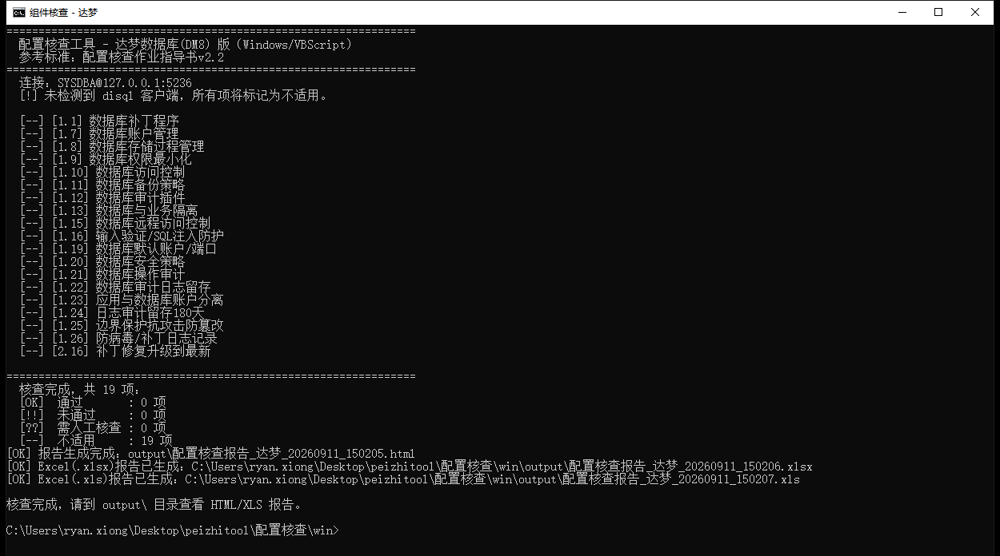 组件核查 - 达梦
================================================================
配置核查工具 - 达梦数据库(DM8) 版 (Windows/VBScript)
参考标准: 配置核查作业指导书v2.2
================================================================
连接: SYSDBA@127.0.0.1:5236
[!] 未检测到 disql 客户端，所有项将标记为不适用。
[--] [1.1] 数据库补丁程序
[--] [1.7] 数据库账户管理
[--] [1.8] 数据库存储过程管理
[--] [1.9] 数据库权限最小化
[--] [1.10] 数据库访问控制
[--] [1.11] 数据库备份策略
[--] [1.12] 数据库审计插件
[--] [1.13] 数据库与业务隔离
[--] [1.15] 数据库远程访问控制
[--] [1.16] 输入验证/SQL注入防护
[--] [1.19] 数据库默认账户/端口
[--] [1.20] 数据库安全策略
[--] [1.21] 数据库操作审计
[--] [1.22] 数据库审计日志留存
[--] [1.23] 应用与数据库账户分离
[--] [1.24] 日志审计留存180天
[--] [1.25] 边界保护抗攻击防篡改
[--] [1.26] 防病毒/补丁日志记录
[--] [2.16] 补丁修复升级到最新
================================================================
核查完成，共 19 项:
[OK] 通过 : 0 项
[!!] 未通过 : 0 项
[??] 需人工核查 : 0 项
[--] 不适用 : 19 项
[OK] 报告生成完成: output\配置核查报告_达梦_20260911_150205.html
[OK] Excel(.xlsx)报告已生成: C:\Users\ryan.xiong\Desktop\peizhitool\配置核查\win\output\配置核查报告_达梦_20260911_150206.xlsx
[OK] Excel(.xls)报告已生成: C:\Users\ryan.xiong\Desktop\peizhitool\配置核查\win\output\配置核查报告_达梦_20260911_150207.xls
核查完成，请到 output\ 目录查看 HTML/XLS 报告。
C:\Users\ryan.xiong\Desktop\peizhitool\配置核查\win>